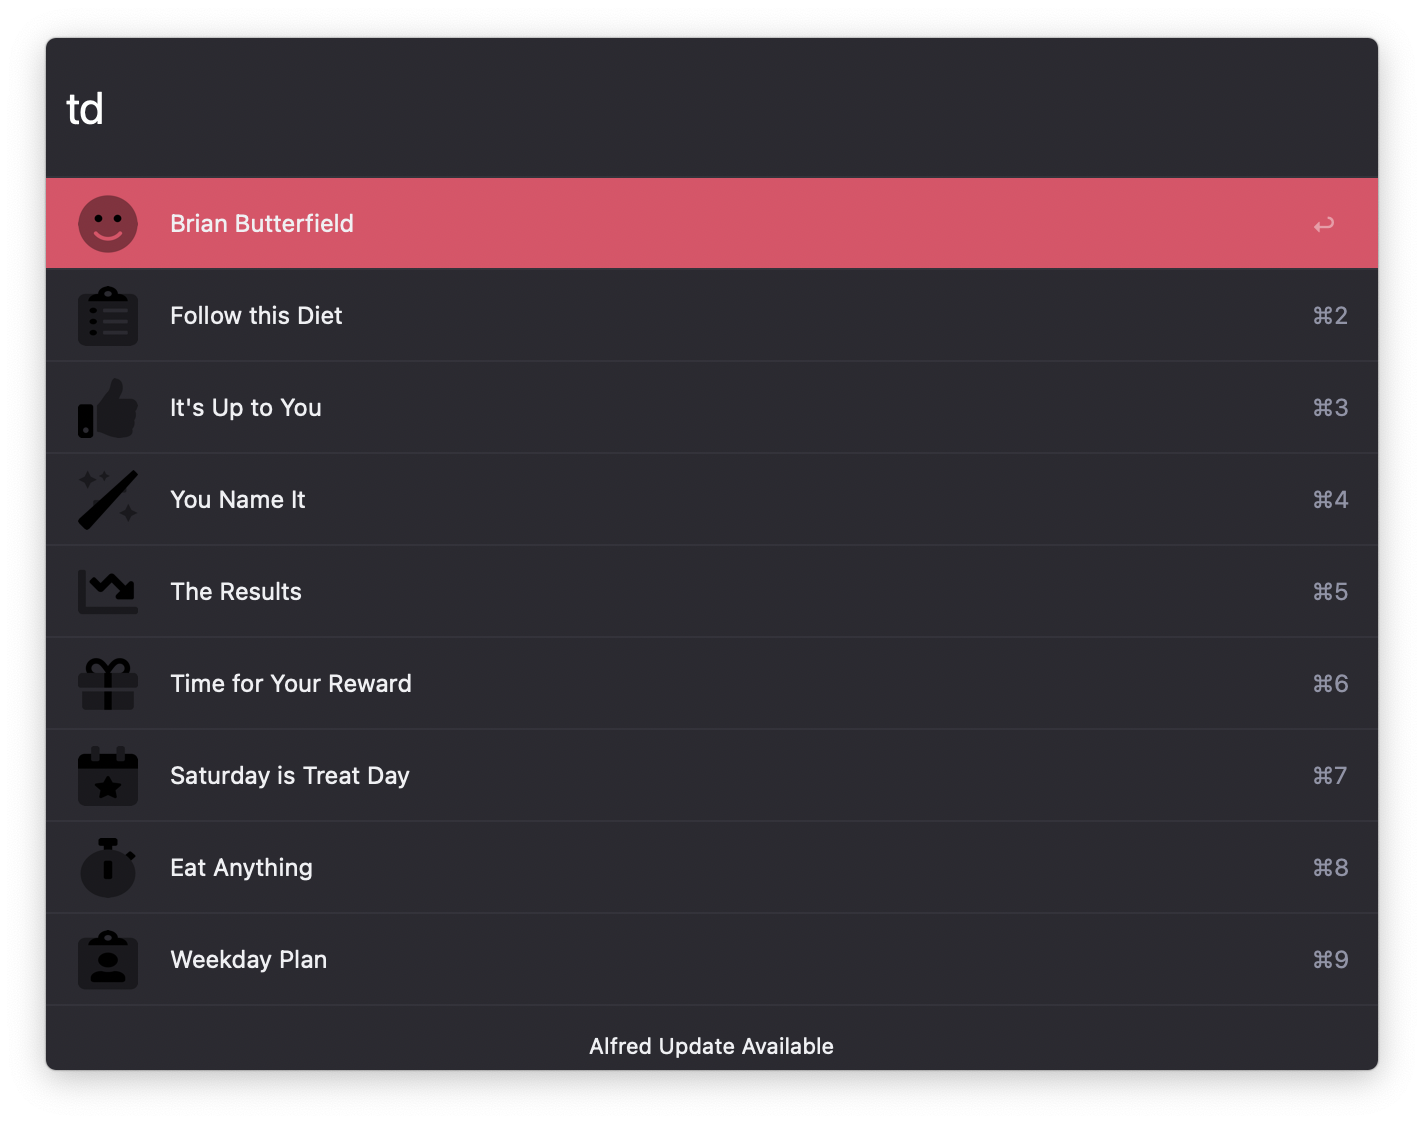 td
Brian Butterfield ↩
Follow this Diet ⌘2
It's Up to You ⌘3
You Name It ⌘4
The Results ⌘5
Time for Your Reward ⌘6
Saturday is Treat Day ⌘7
Eat Anything ⌘8
Weekday Plan ⌘9
Alfred Update Available